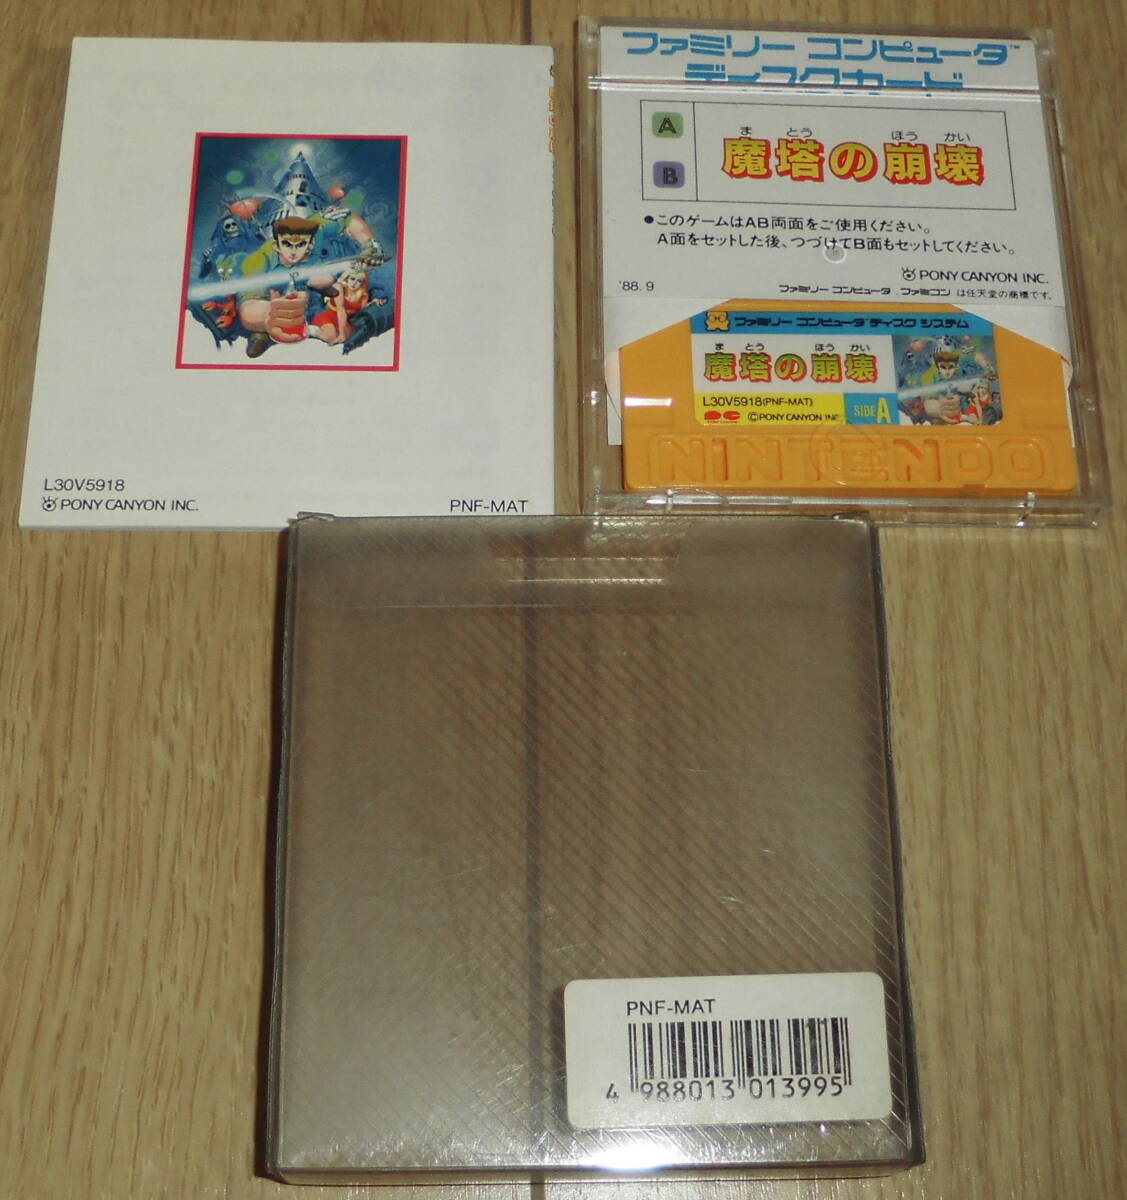 L30V5918
PONY CANYON INC.
PNF-MAT
ファミリー コンピュータ™
ディスクカード
A
B
ま とう ほう かい
魔塔の崩壊
●このゲームはAB両面をご使用ください。
A面をセットした後、つづけてB面もセットしてください。
PONY CANYON INC.
'88.9
ファミリー コンピュータ・ファミコン は任天堂の商標です。
ファミリー コンピュータ ディスク システム
ま とう ほう かい
魔塔の崩壊
L30V5918(PNF-MAT)
©PONY CANYON INC.
SIDE A
NINTENDO
PNF-MAT
4 988013 013995